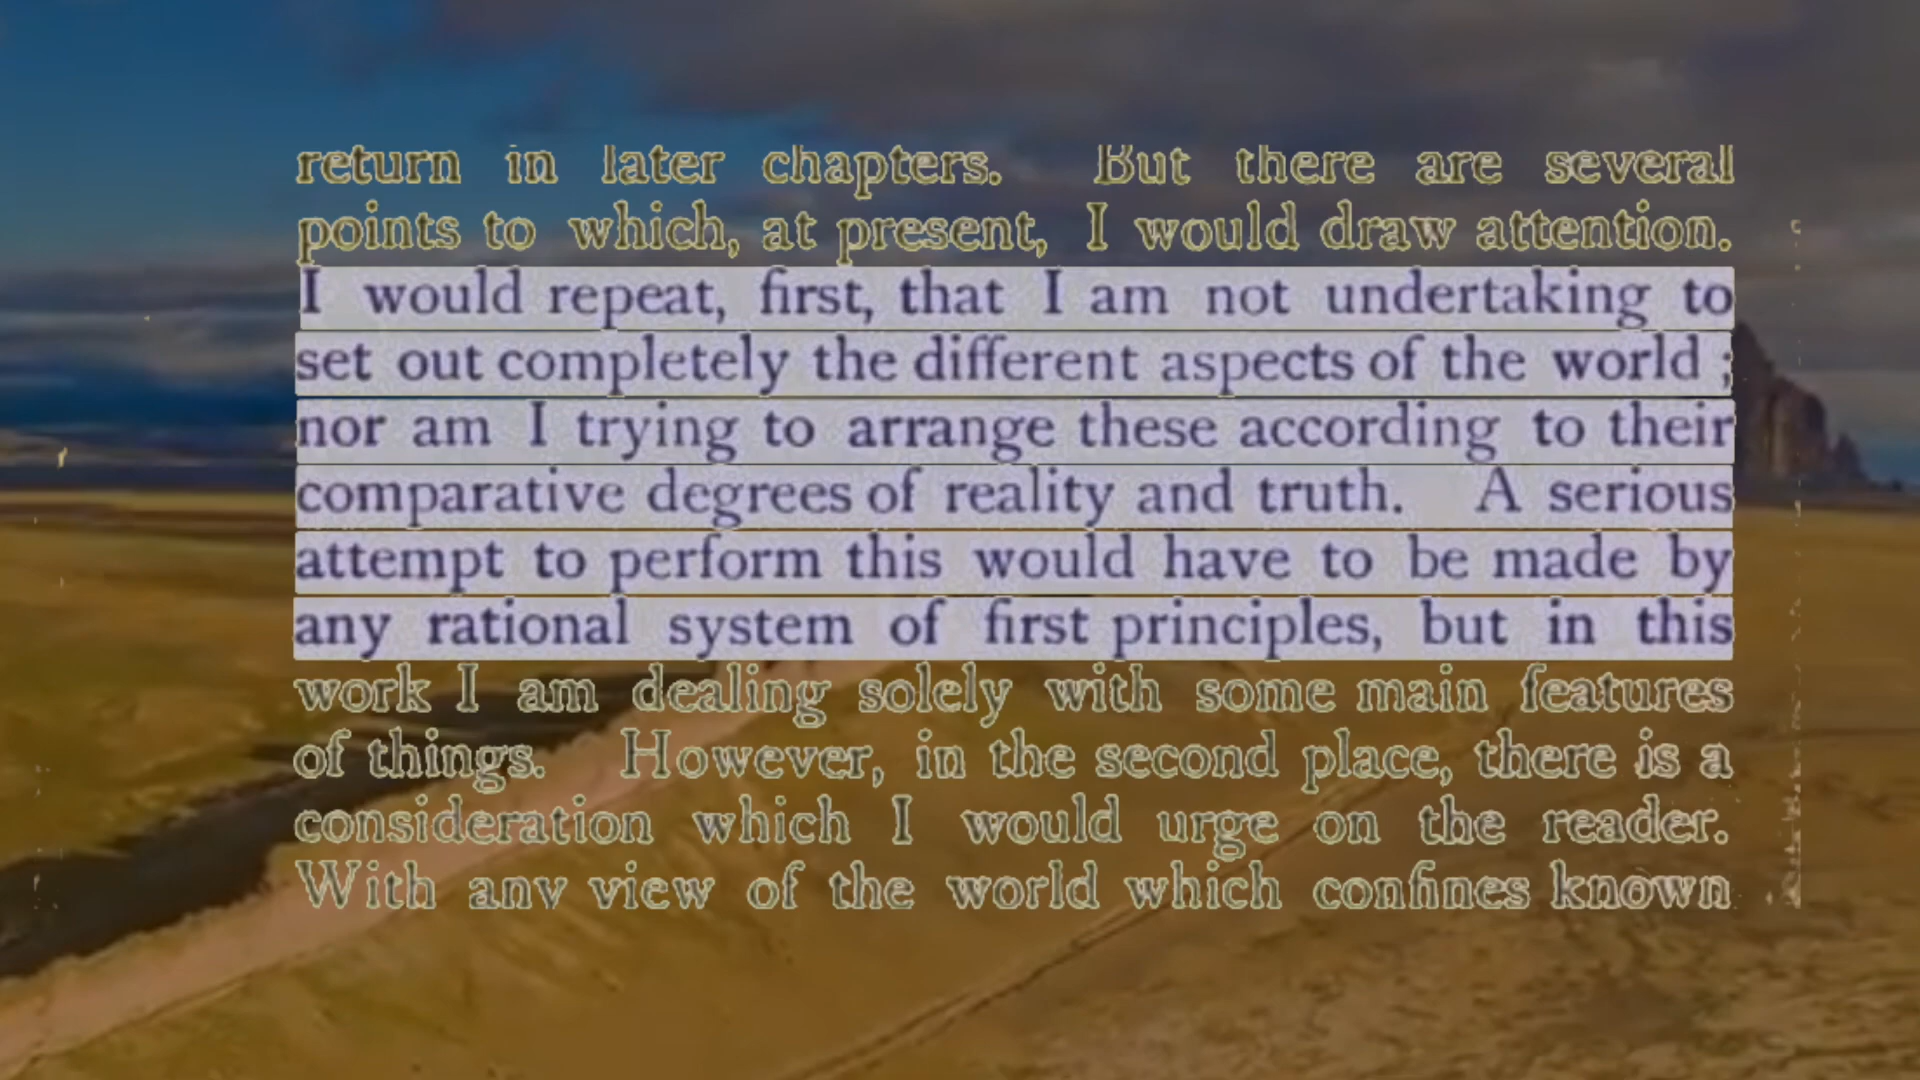 return in later chapters. But there are several
points to which, at present, I would draw attention.
I would repeat, first, that I am not undertaking to
set out completely the different aspects of the world ;
nor am I trying to arrange these according to their
comparative degrees of reality and truth. A serious
attempt to perform this would have to be made by
any rational system of first principles, but in this
work I am dealing solely with some main features
of things. However, in the second place, there is a
consideration which I would urge on the reader.
With any view of the world which confines known